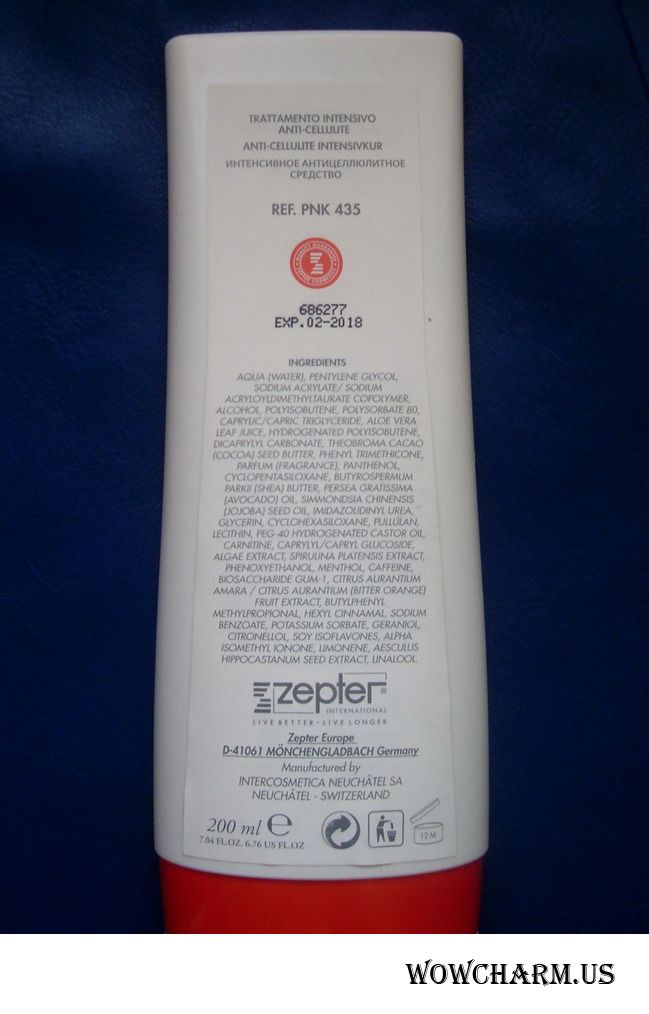 TRATTAMENTO INTENSIVO
ANTI-CELLULITE
ANTI-CELLULITE INTENSIVKUR
ИНТЕНСИВНОЕ АНТИЦЕЛЛЮЛИТНОЕ
СРЕДСТВО
REF. PNK 435
686277
EXP.02-2018
INGREDIENTS
AQUA (WATER), PENTYLENE GLYCOL,
SODIUM ACRYLATE/ SODIUM
ACRYLOYLDIMETHYLTAURATE COPOLYMER,
ALCOHOL, POLYISOBUTENE, POLYSORBATE 80,
CAPRYLIC/CAPRIC TRIGLYCERIDE, ALOE VERA
LEAF JUICE, HYDROGENATED POLYISOBUTENE,
DICAPRYLYL CARBONATE, THEOBROMA CACAO
(COCOA) SEED BUTTER, PHENYL TRIMETHICONE,
PARFUM (FRAGRANCE), PANTHENOL,
CYCLOPENTASILOXANE, BUTYROSPERMUM
PARKII (SHEA) BUTTER, PERSEA GRATISSIMA
(AVOCADO) OIL, SIMMONDSIA CHINENSIS
(JOJOBA) SEED OIL, IMIDAZOLIDINYL UREA,
GLYCERIN, CYCLOHEXASILOXANE, PULLULAN,
LECITHIN, PEG-40 HYDROGENATED CASTOR OIL,
CARNITINE, CAPRYLYL/CAPRYL GLUCOSIDE,
ALGAE EXTRACT, SPIRULINA PLATENSIS EXTRACT,
PHENOXYETHANOL, MENTHOL, CAFFEINE,
BIOSACCHARIDE GUM-1, CITRUS AURANTIUM
AMARA / CITRUS AURANTIUM (BITTER ORANGE)
FRUIT EXTRACT, BUTYLPHENYL
METHYLPROPIONAL, HEXYL CINNAMAL, SODIUM
BENZOATE, POTASSIUM SORBATE, GERANIOL,
CITRONELLOL, SOY ISOFLAVONES, ALPHA
ISOMETHYL IONONE, LIMONENE, AESCULUS
HIPPOCASTANUM SEED EXTRACT, LINALOOL.
zepter®
INTERNATIONAL
LIVE BETTER • LIVE LONGER
Zepter Europe
D-41061 MÖNCHENGLADBACH Germany
Manufactured by
INTERCOSMETICA NEUCHÂTEL SA
NEUCHÂTEL - SWITZERLAND
200 ml e
7.04 FL.OZ. 6.76 US FL.OZ
12M
WOWCHARM.US